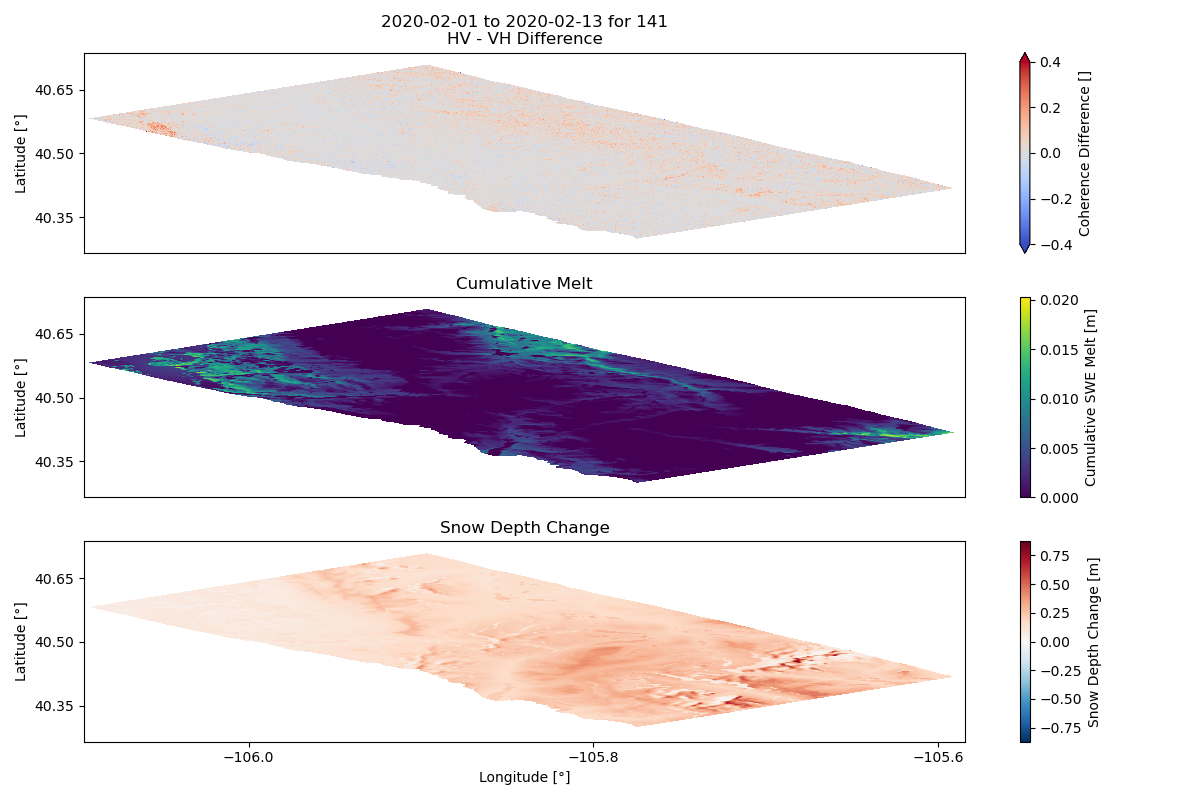 2020-02-01 to 2020-02-13 for 141
HV - VH Difference
40.65
40.50
40.35
Latitude [°]
0.4
0.2
0.0
−0.2
−0.4
Coherence Difference []
Cumulative Melt
40.65
40.50
40.35
Latitude [°]
0.020
0.015
0.010
0.005
0.000
Cumulative SWE Melt [m]
Snow Depth Change
40.65
40.50
40.35
Latitude [°]
0.75
0.50
0.25
0.00
−0.25
−0.50
−0.75
Snow Depth Change [m]
−106.0
−105.8
−105.6
Longitude [°]